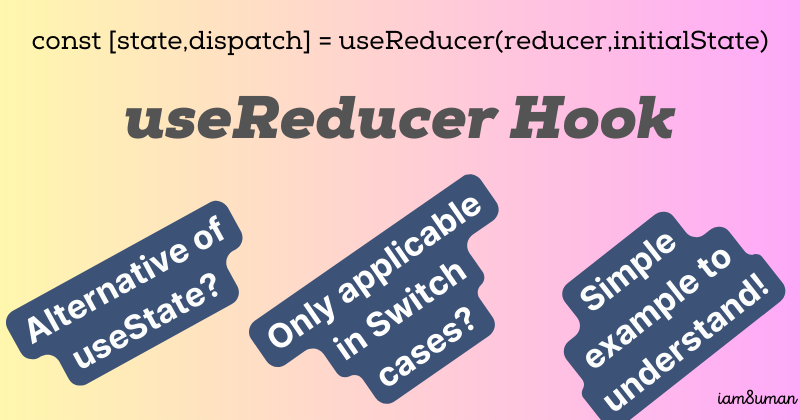 const [state,dispatch] = useReducer(reducer,initialState)
useReducer Hook
Alternative of
useState?
Only applicable
in Switch
cases?
Simple
example to
understand!
iam8uman